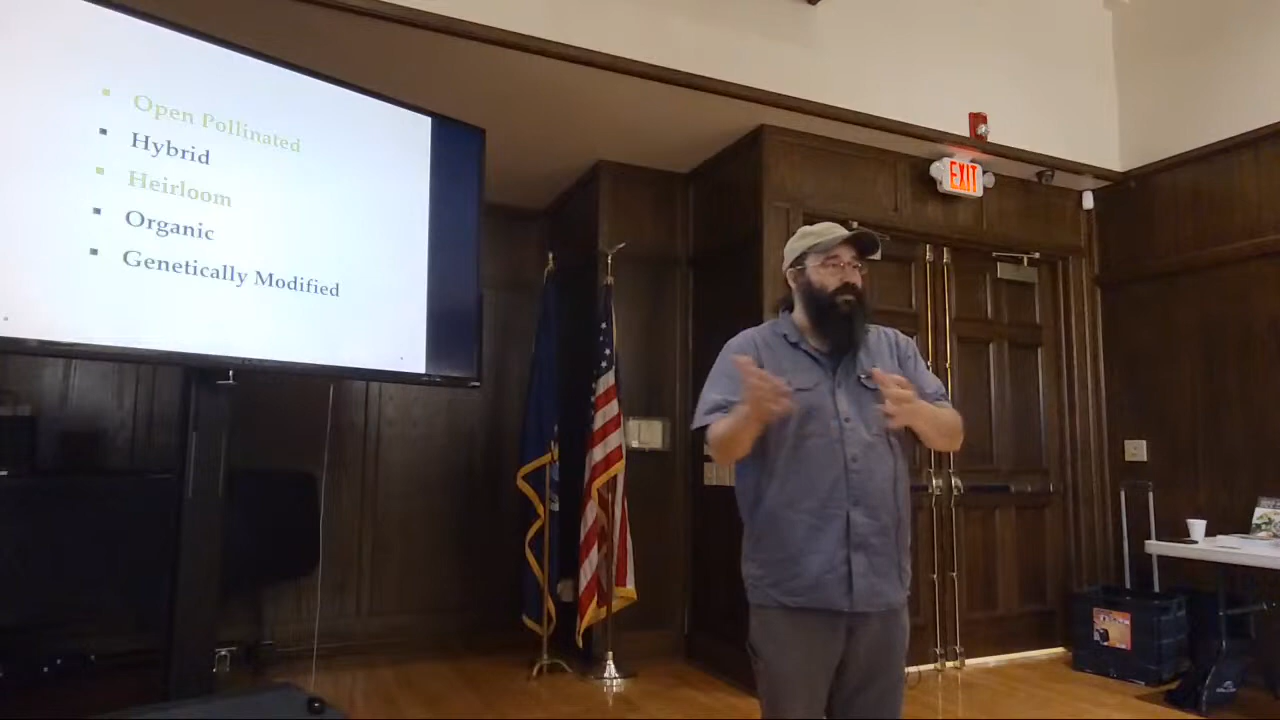 Open Pollinated
Hybrid
Heirloom
Organic
Genetically Modified
EXIT